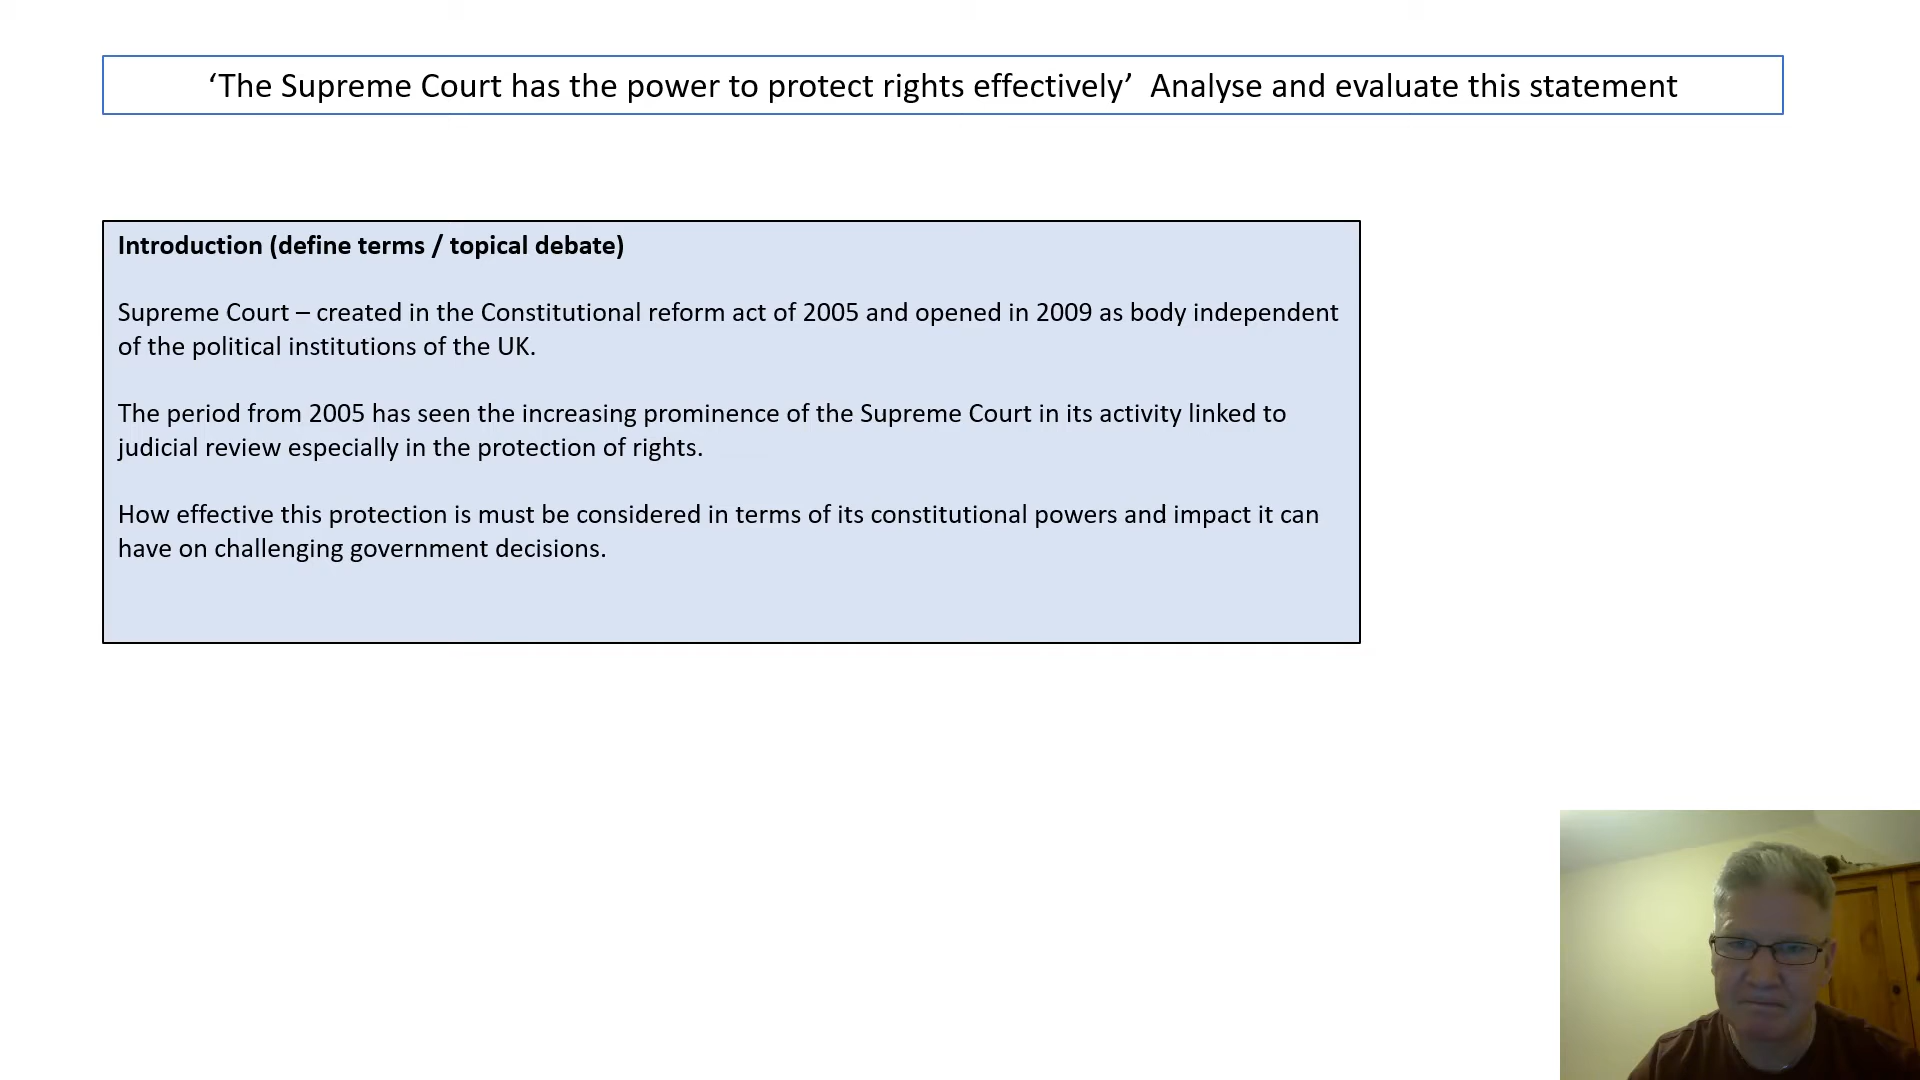 ‘The Supreme Court has the power to protect rights effectively’  Analyse and evaluate this statement
Introduction (define terms / topical debate)
Supreme Court – created in the Constitutional reform act of 2005 and opened in 2009 as body independent
of the political institutions of the UK.
The period from 2005 has seen the increasing prominence of the Supreme Court in its activity linked to
judicial review especially in the protection of rights.
How effective this protection is must be considered in terms of its constitutional powers and impact it can
have on challenging government decisions.